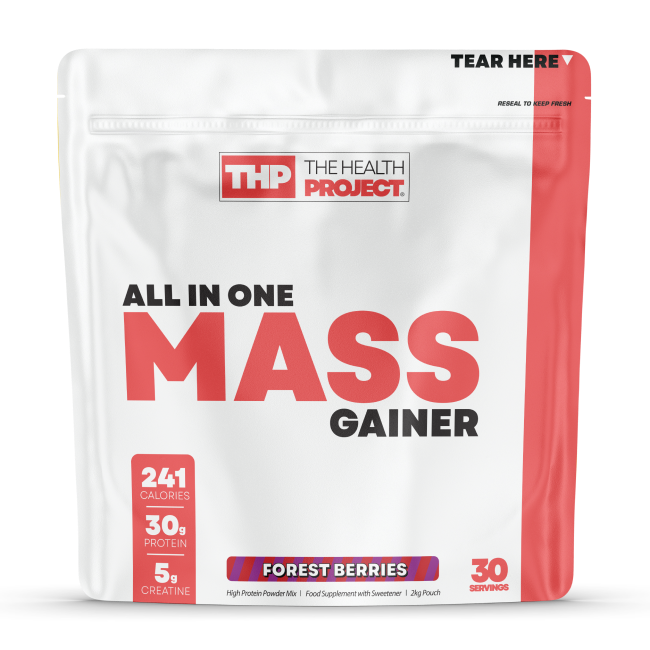 TEAR HERE
RESEAL TO KEEP FRESH
THP THE HEALTH
PROJECT®
ALL IN ONE
MASS
GAINER
241
CALORIES
30g
PROTEIN
5g
CREATINE
FOREST BERRIES
High Protein Powder Mix | Food Supplement with Sweetener | 2kg Pouch
30
SERVINGS